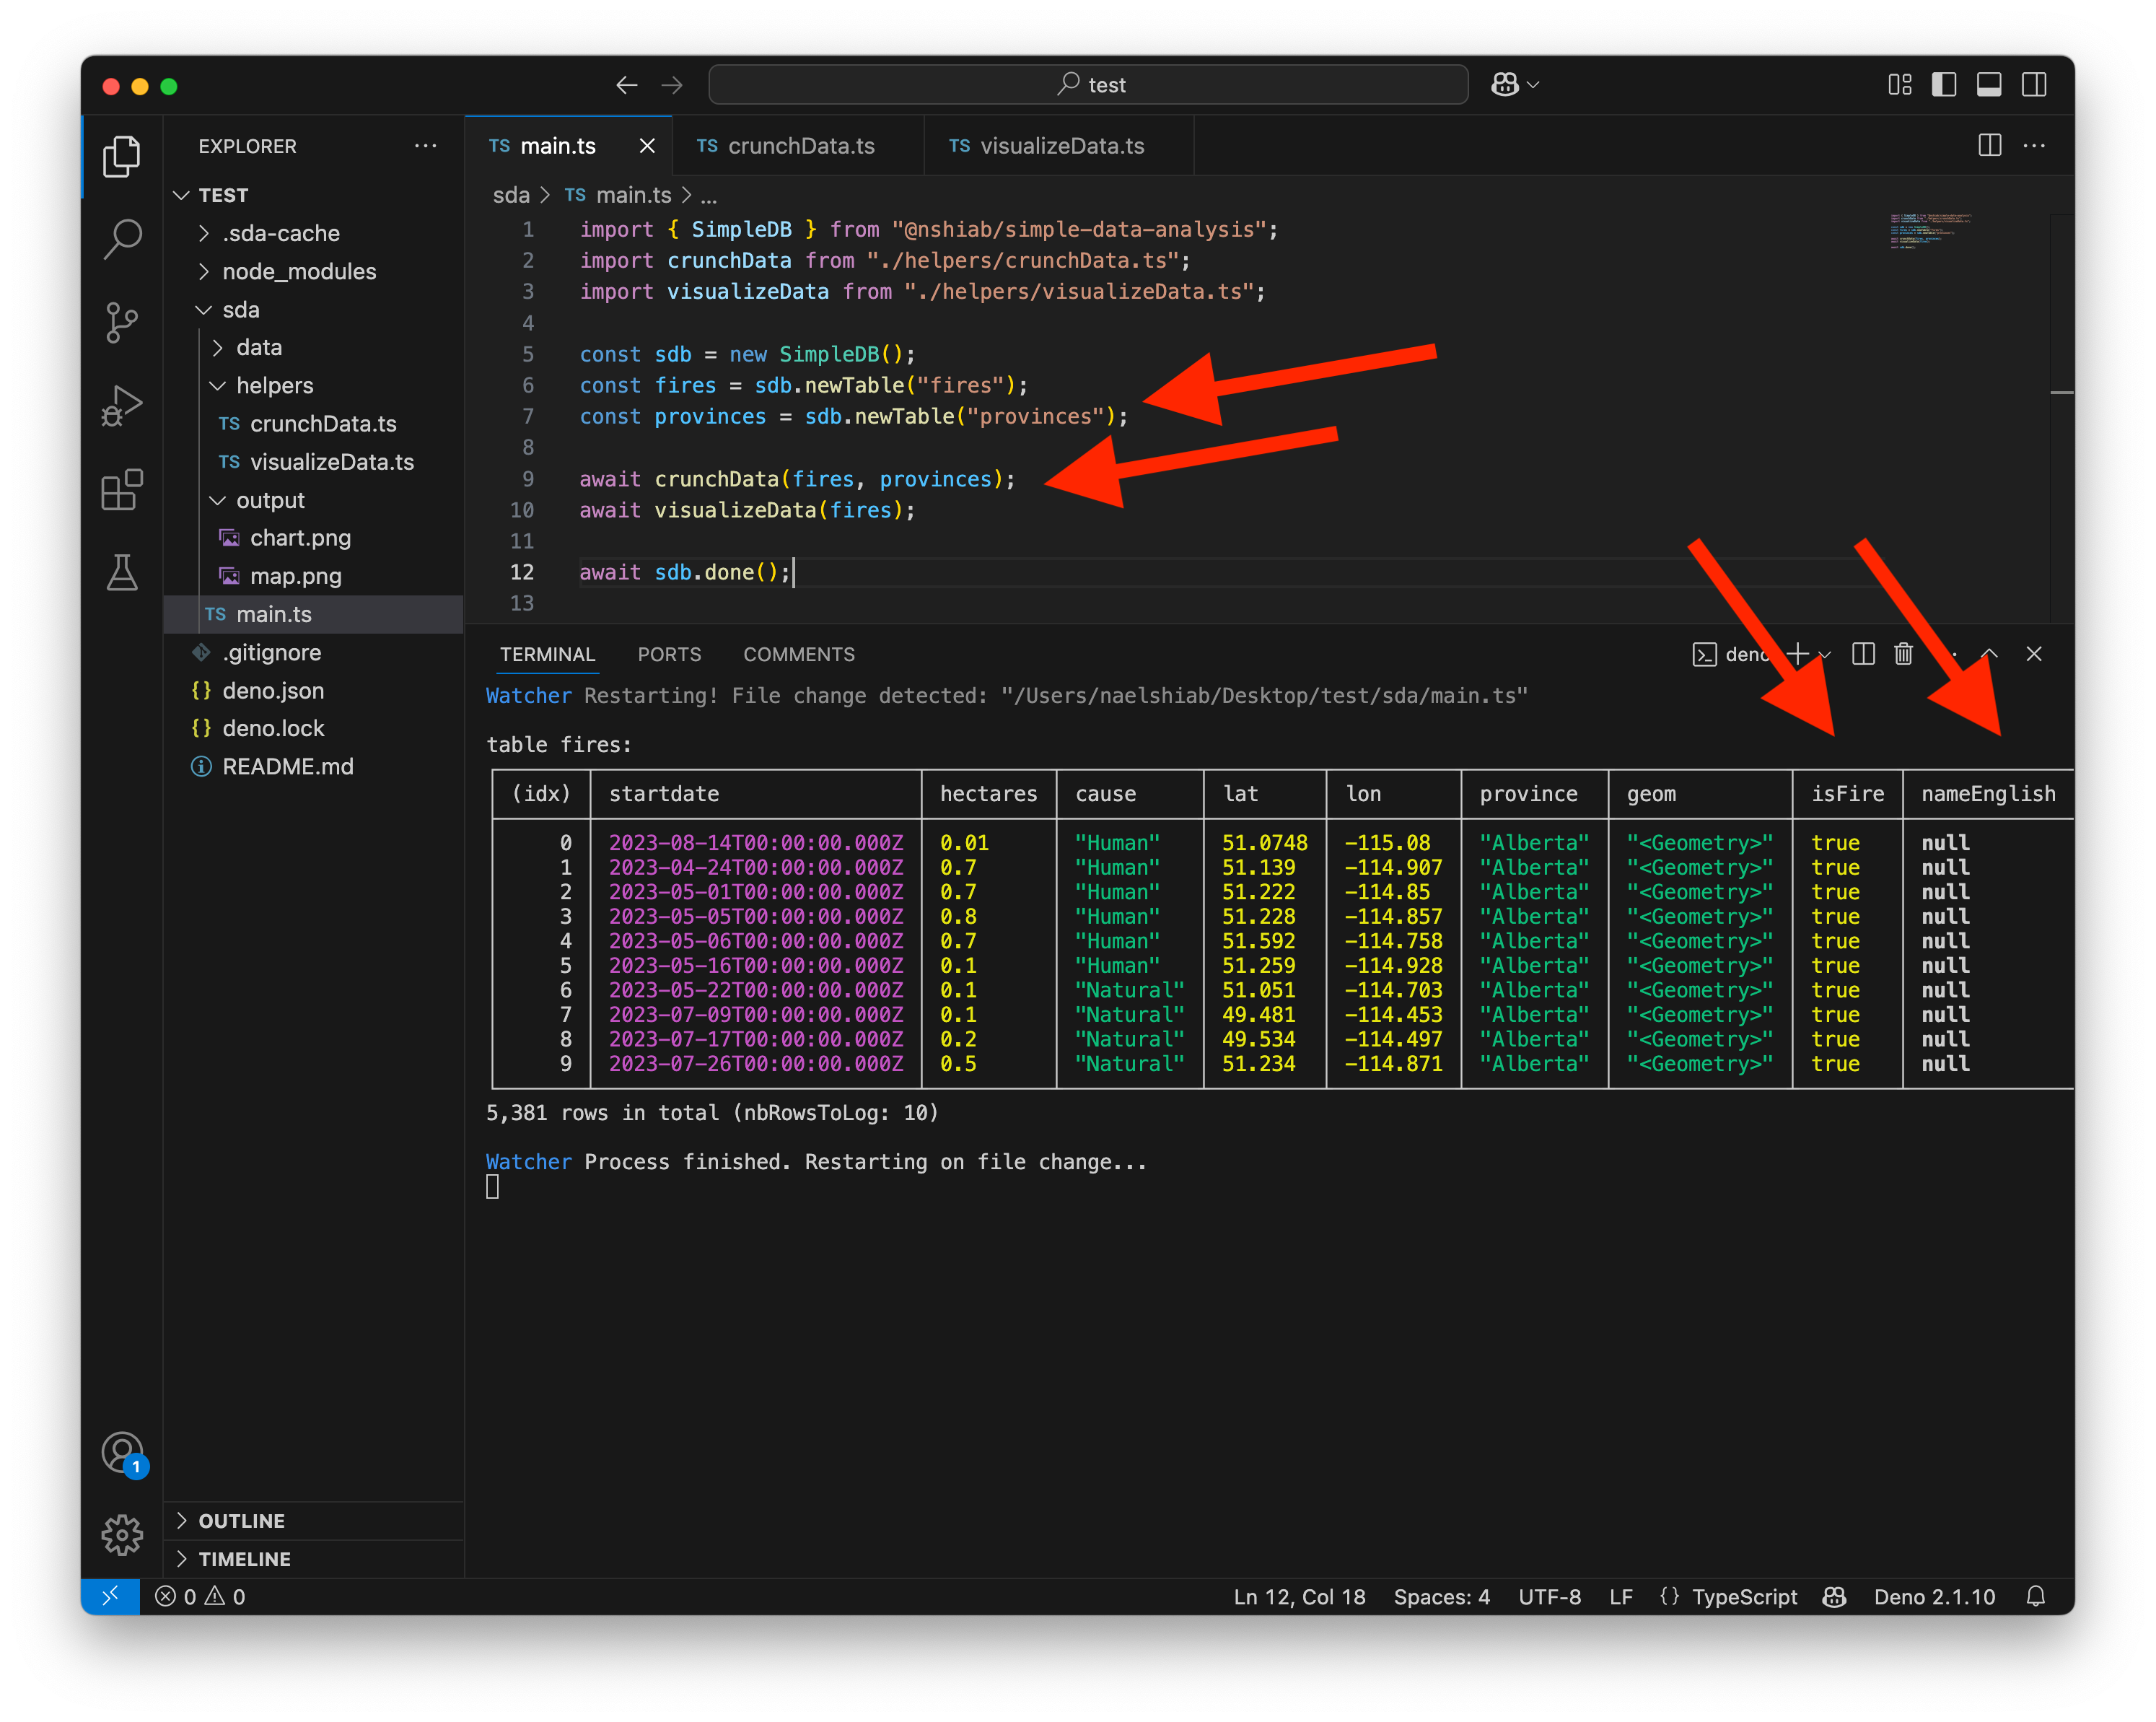 test
EXPLORER
TEST
.sda-cache
node_modules
sda
data
helpers
TS crunchData.ts
TS visualizeData.ts
output
chart.png
map.png
TS main.ts
.gitignore
{} deno.json
{} deno.lock
README.md
OUTLINE
TIMELINE
1
TS main.ts
TS crunchData.ts
TS visualizeData.ts
sda > TS main.ts > ...
1 import { SimpleDB } from "@nshiab/simple-data-analysis";
2 import crunchData from "./helpers/crunchData.ts";
3 import visualizeData from "./helpers/visualizeData.ts";
4
5 const sdb = new SimpleDB();
6 const fires = sdb.newTable("fires");
7 const provinces = sdb.newTable("provinces");
8
9 await crunchData(fires, provinces);
10 await visualizeData(fires);
11
12 await sdb.done();
13
TERMINAL PORTS COMMENTS
deno
Watcher Restarting! File change detected: "/Users/naelshiab/Desktop/test/sda/main.ts"
table fires:
(idx) startdate hectares cause lat lon province geom isFire nameEnglish
0 2023-08-14T00:00:00.000Z 0.01 "Human" 51.0748 -115.08 "Alberta" "<Geometry>" true null
1 2023-04-24T00:00:00.000Z 0.7 "Human" 51.139 -114.907 "Alberta" "<Geometry>" true null
2 2023-05-01T00:00:00.000Z 0.7 "Human" 51.222 -114.85 "Alberta" "<Geometry>" true null
3 2023-05-05T00:00:00.000Z 0.8 "Human" 51.228 -114.857 "Alberta" "<Geometry>" true null
4 2023-05-06T00:00:00.000Z 0.7 "Human" 51.592 -114.758 "Alberta" "<Geometry>" true null
5 2023-05-16T00:00:00.000Z 0.1 "Human" 51.259 -114.928 "Alberta" "<Geometry>" true null
6 2023-05-22T00:00:00.000Z 0.1 "Natural" 51.051 -114.703 "Alberta" "<Geometry>" true null
7 2023-07-09T00:00:00.000Z 0.1 "Natural" 49.481 -114.453 "Alberta" "<Geometry>" true null
8 2023-07-17T00:00:00.000Z 0.2 "Natural" 49.534 -114.497 "Alberta" "<Geometry>" true null
9 2023-07-26T00:00:00.000Z 0.5 "Natural" 51.234 -114.871 "Alberta" "<Geometry>" true null
5,381 rows in total (nbRowsToLog: 10)
Watcher Process finished. Restarting on file change...
0 0 Ln 12, Col 18 Spaces: 4 UTF-8 LF {} TypeScript Deno 2.1.10